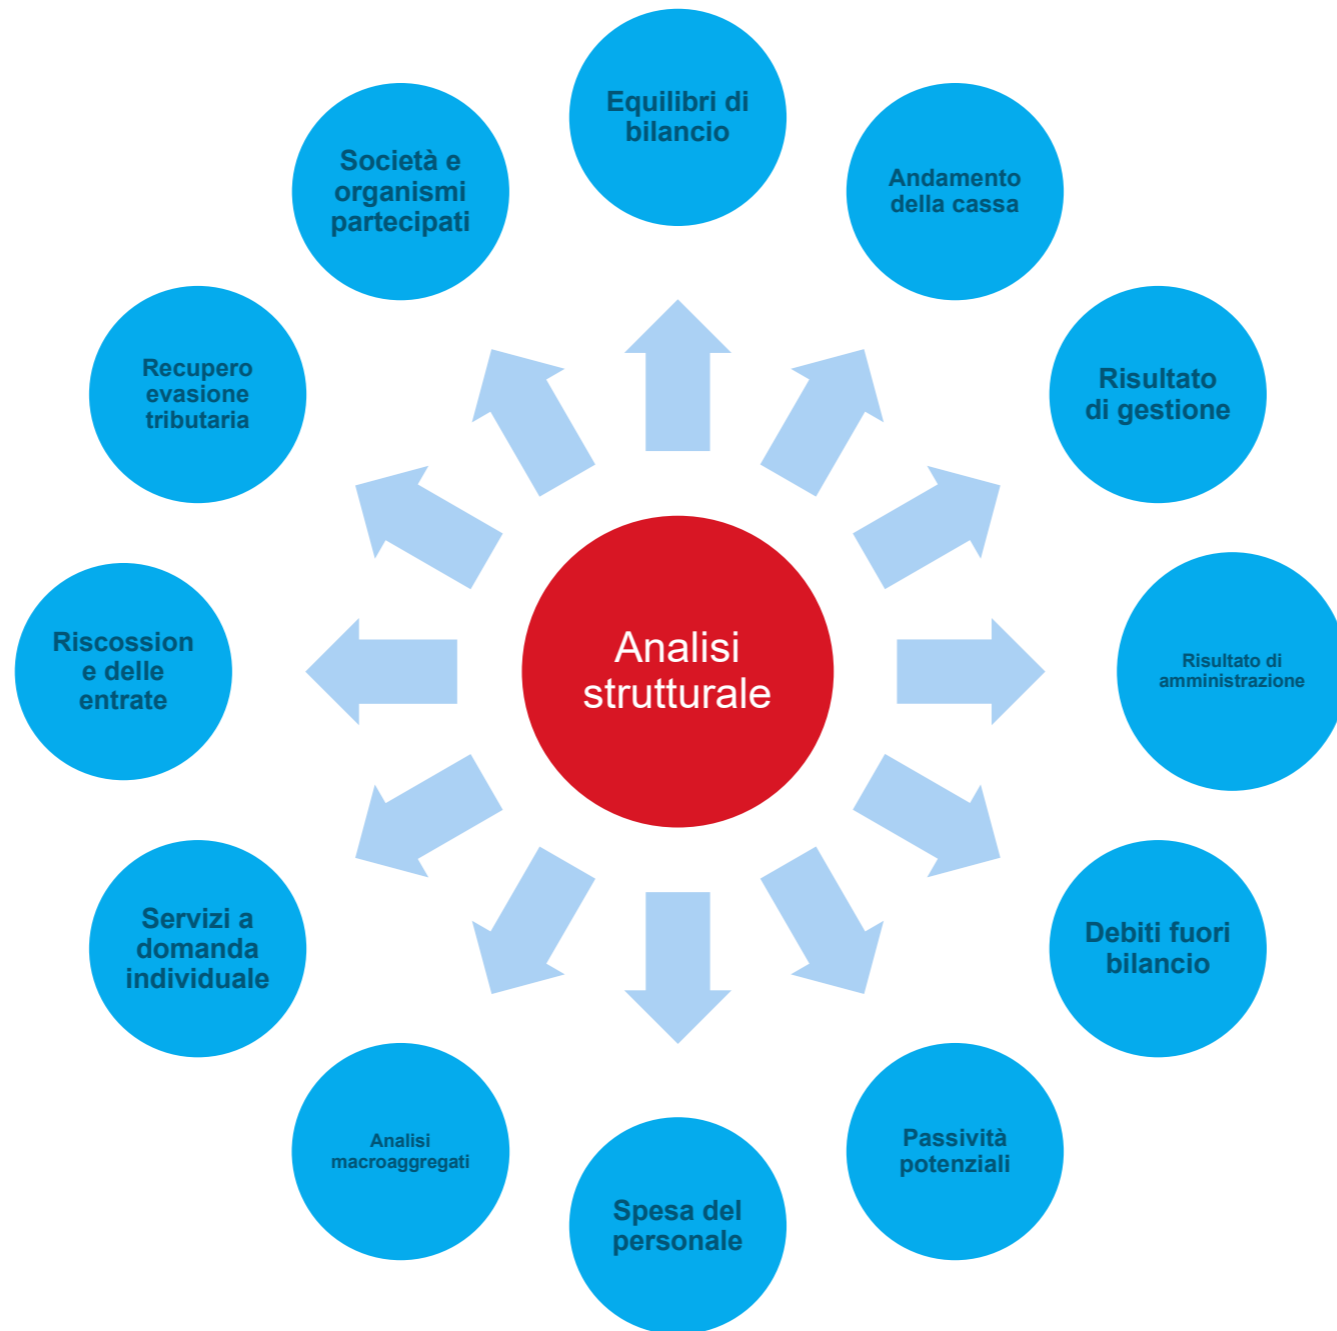 Equilibri di
bilancio
Andamento
della cassa
Risultato
di gestione
Risultato di
amministrazione
Debiti fuori
bilancio
Passività
potenziali
Spesa del
personale
Analisi
macroaggregati
Servizi a
domanda
individuale
Riscossion
e delle
entrate
Recupero
evasione
tributaria
Società e
organismi
partecipati
Analisi
strutturale